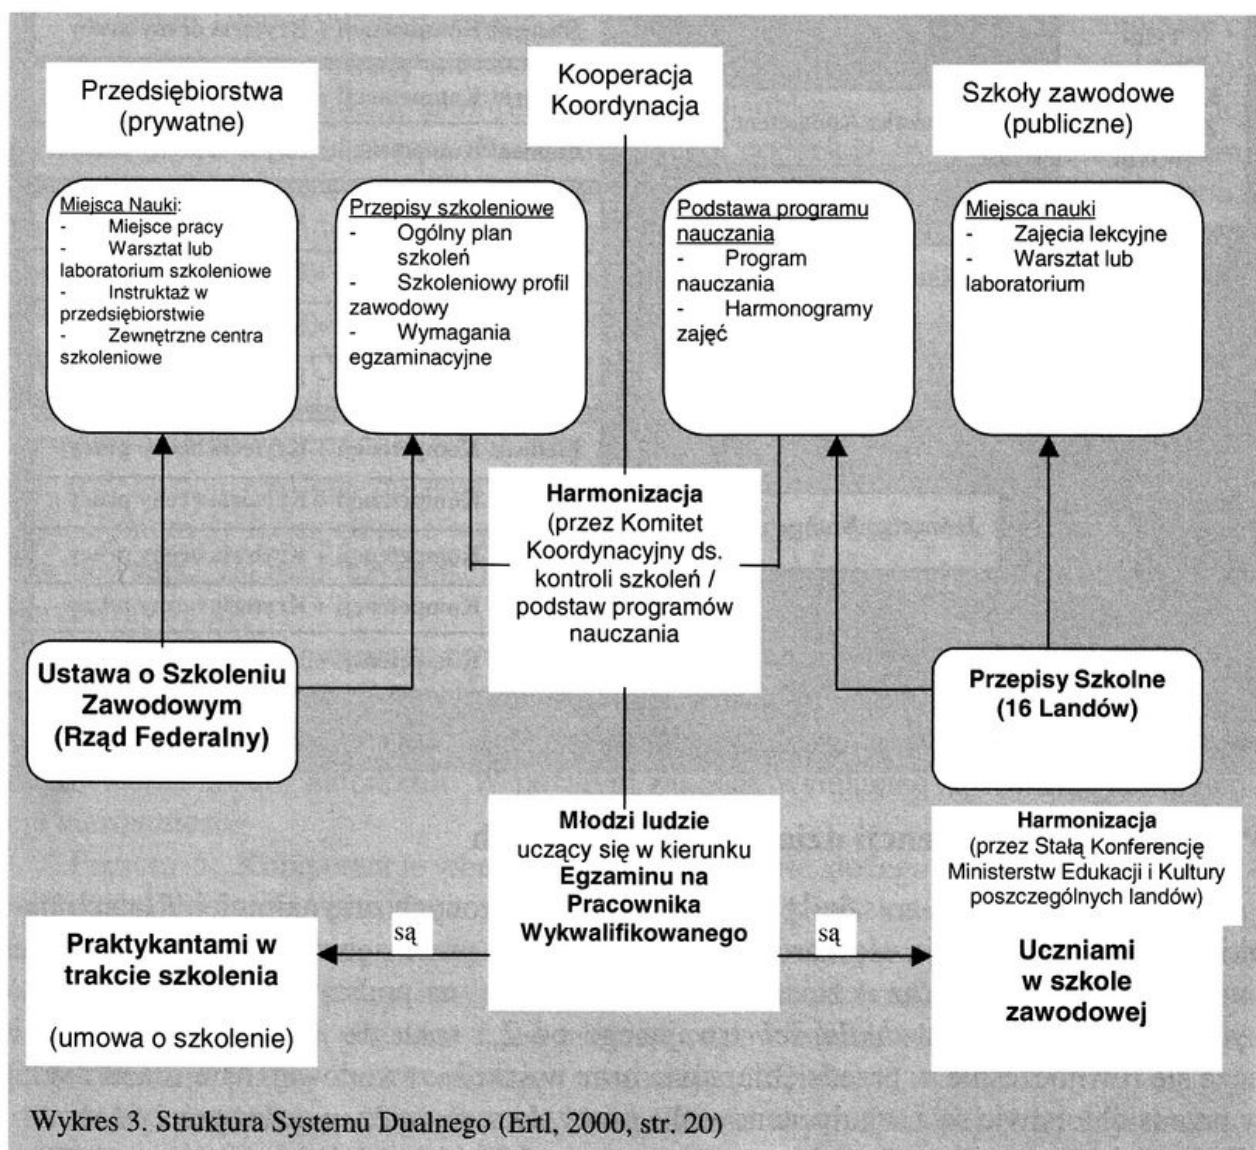 Przedsiębiorstwa
(prywatne)
Kooperacja
Koordynacja
Szkoły zawodowe
(publiczne)
Miejsca Nauki:
- Miejsce pracy
- Warsztat lub
laboratorium szkoleniowe
- Instruktaż w
przedsiębiorstwie
- Zewnętrzne centra
szkoleniowe
Przepisy szkoleniowe
- Ogólny plan
szkoleń
- Szkoleniowy profil
zawodowy
- Wymagania
egzaminacyjne
Podstawa programu
nauczania
- Program
nauczania
- Harmonogramy
zajęć
Miejsca nauki
- Zajęcia lekcyjne
- Warsztat lub
laboratorium
Harmonizacja
(przez Komitet
Koordynacyjny ds.
kontroli szkoleń /
podstaw programów
nauczania
Ustawa o Szkoleniu
Zawodowym
(Rząd Federalny)
Przepisy Szkolne
(16 Landów)
Młodzi ludzie
uczący się w kierunku
Egzaminu na
Pracownika
Wykwalifikowanego
Harmonizacja
(przez Stałą Konferencję
Ministerstw Edukacji i Kultury
poszczególnych landów)
są
są
Praktykantami w
trakcie szkolenia
(umowa o szkolenie)
Uczniami
w szkole
zawodowej
Wykres 3. Struktura Systemu Dualnego (Ertl, 2000, str. 20)